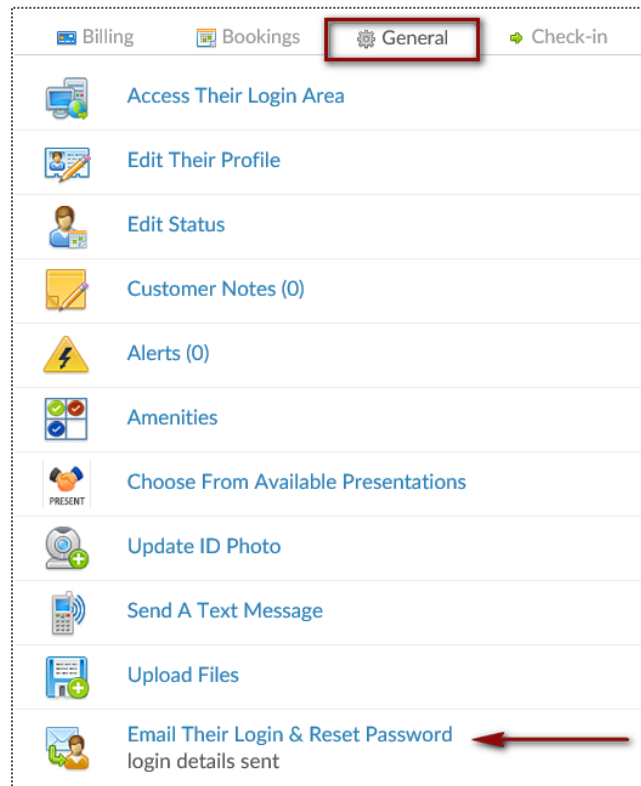 Billing Bookings General Check-in
Access Their Login Area
Edit Their Profile
Edit Status
Customer Notes (0)
Alerts (0)
Amenities
PRESENT
Choose From Available Presentations
Update ID Photo
Send A Text Message
Upload Files
Email Their Login & Reset Password
login details sent